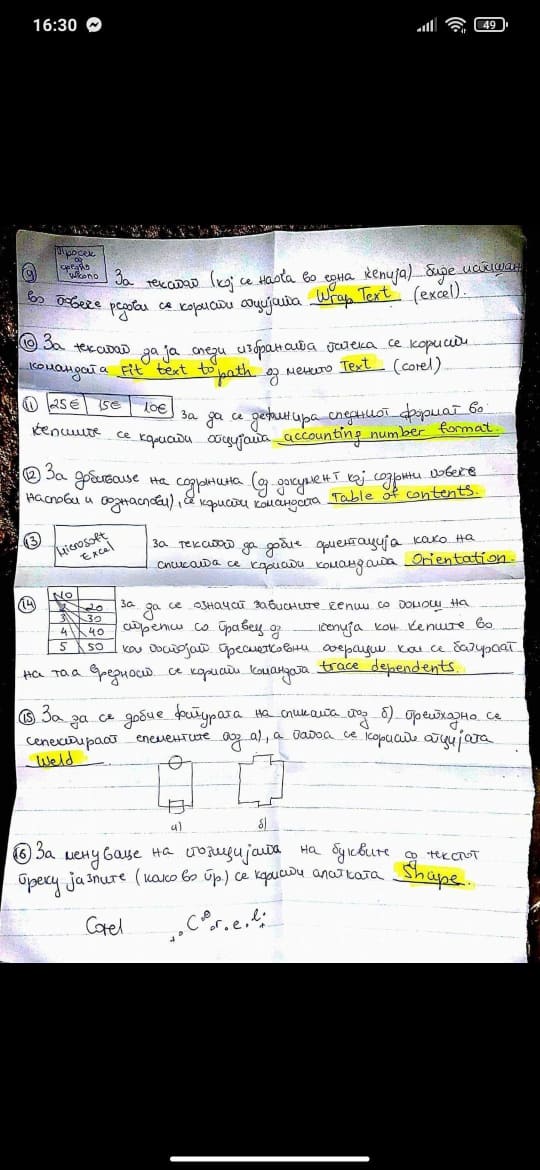 16:30
49
Просек од средно школо
9 За текстот (кој се наоѓа во една ќелија) биде напишан
во повеќе редови се користи опцијата Wrap Text (excel).
10 За текстот да ја следи избраната патека се користи
командата Fit text to path од менито Text (corel)
11 25€ 15€ 10€ За да се дефинира следниот формат во
ќелиите се користи опцијата accounting number format.
12 За добивање на содржина (од документ кој содржи повеќе
наслови и поднаслови), се користи командата Table of contents.
13 Microsoft Excel за текстот да добие ориентација како на
сликата се користи командата Orientation.
14 NO
2 20
3 30
4 40
5 50
за да се означат зависните ќелии со помош на
стрелки со правец од ќелија кон ќелиите во
кои постојат пресметковни операции кои се базираат
на таа вредност се користи командата trace dependents.
15 За да се добие фигурата на сликата под б) претходно се
селектираат елементите под а), а потоа се користи опцијата
Weld
а) б)
16 За менување на позицијата на буквите од текстот
преку јазлите (како во пр.) се користи алатката Shape.
Corel C o r. e. l.